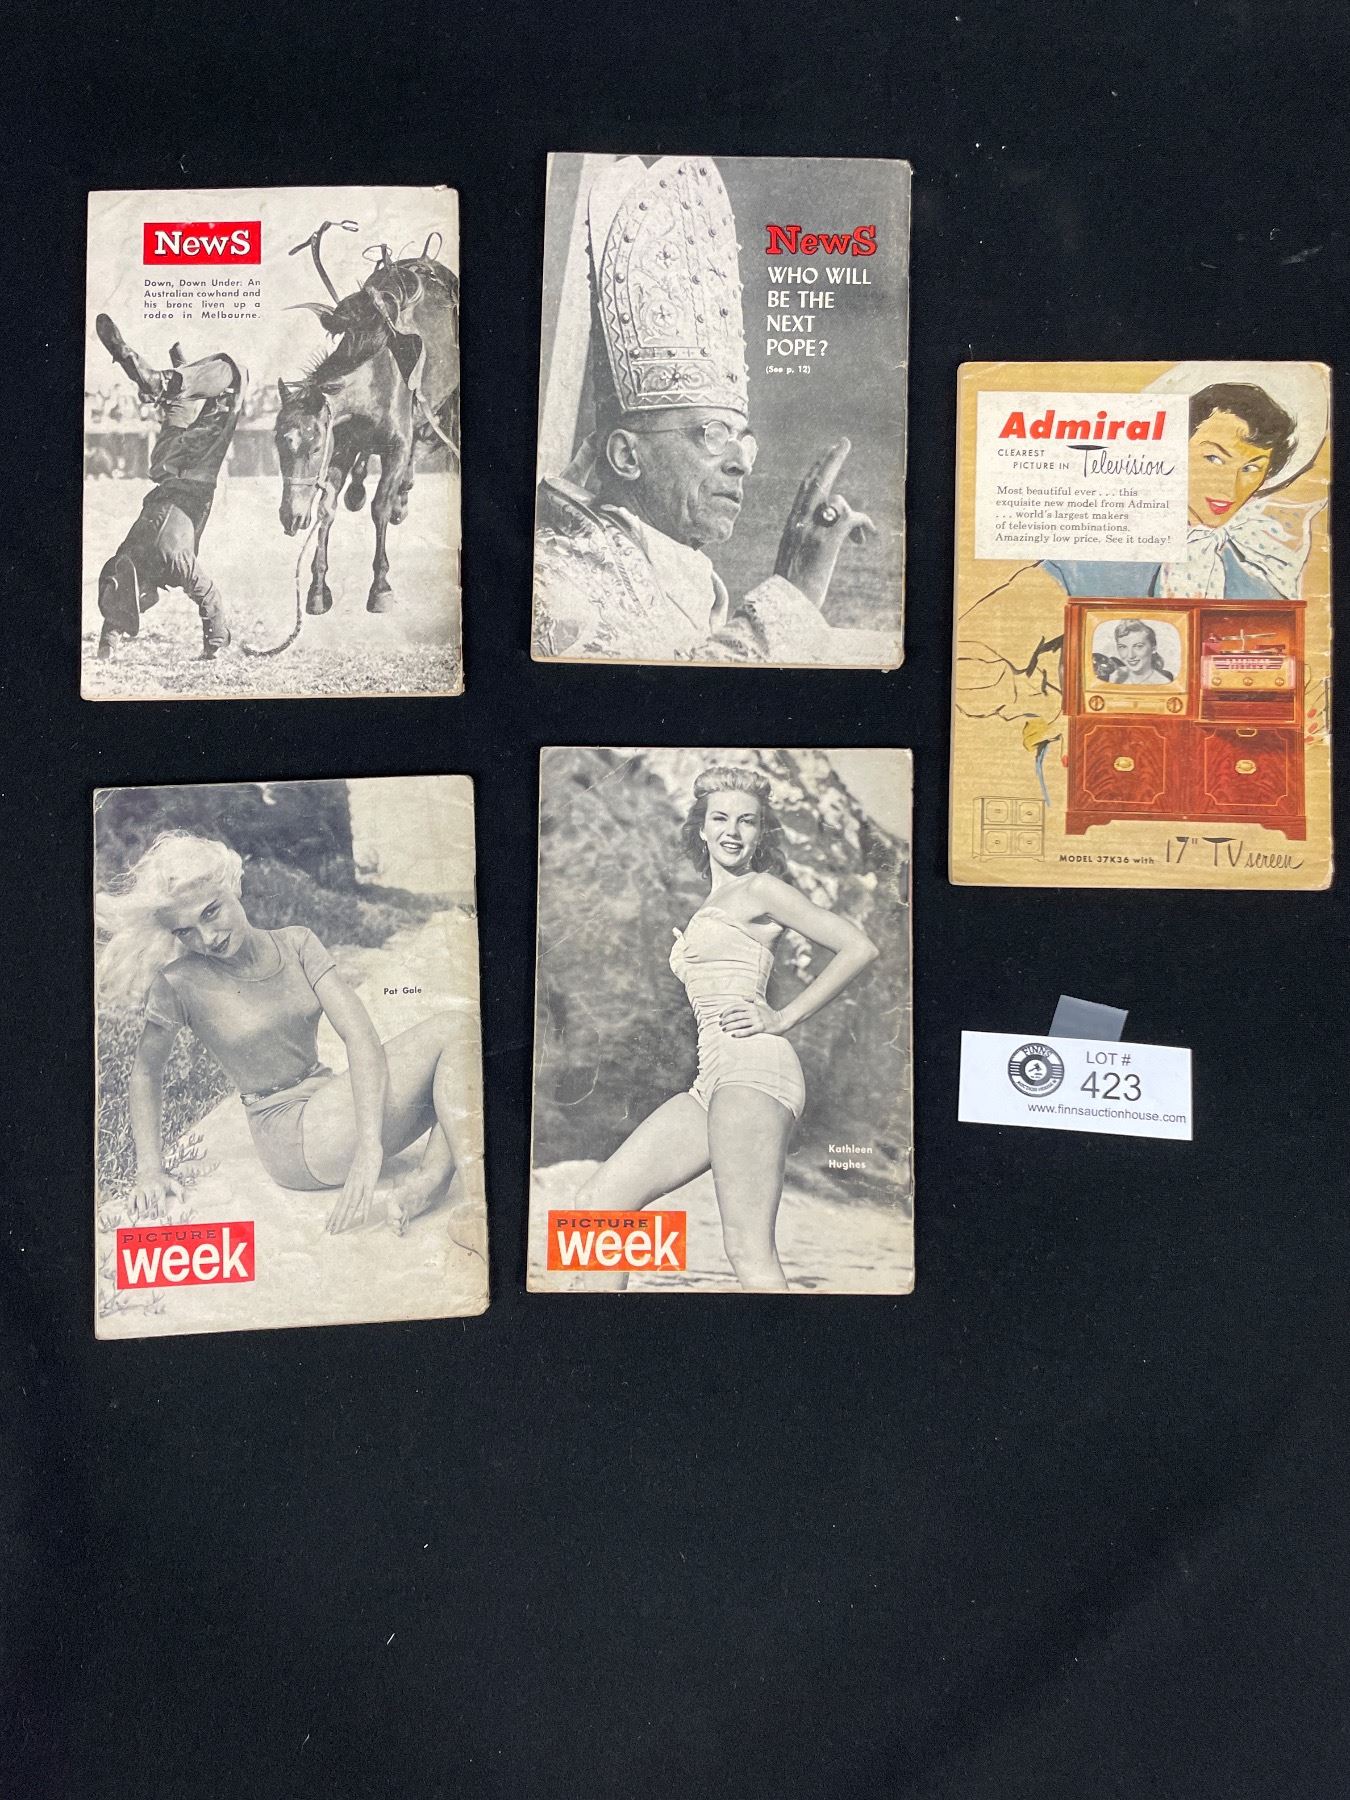 NewS
Down, Down Under: An
Australian cowhand and
his bronc liven up a
rodeo in Melbourne.
NewS
WHO WILL
BE THE
NEXT
POPE?
(See p. 12)
Admiral
CLEAREST
PICTURE IN Television
Most beautiful ever . . . this
exquisite new model from Admiral
. . . world's largest makers
of television combinations.
Amazingly low price. See it today!
MODEL 37K36 with 17" TV screen
Pat Gale
PICTURE
week
Kathleen
Hughes
PICTURE
week
FINNS
AUCTION HOUSE
LOT #
423
www.finnsauctionhouse.com